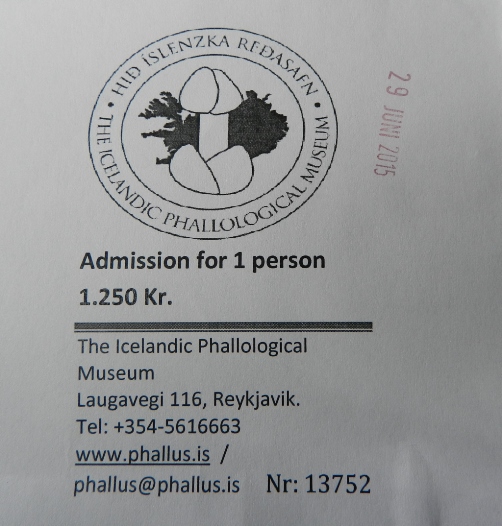 HIÐ ÍSLENZKA REÐASAFN
THE ICELANDIC PHALLOLOGICAL MUSEUM
29 JUNI 2015
Admission for 1 person
1.250 Kr.
The Icelandic Phallological
Museum
Laugavegi 116, Reykjavik.
Tel: +354-5616663
www.phallus.is /
phallus@phallus.is Nr: 13752